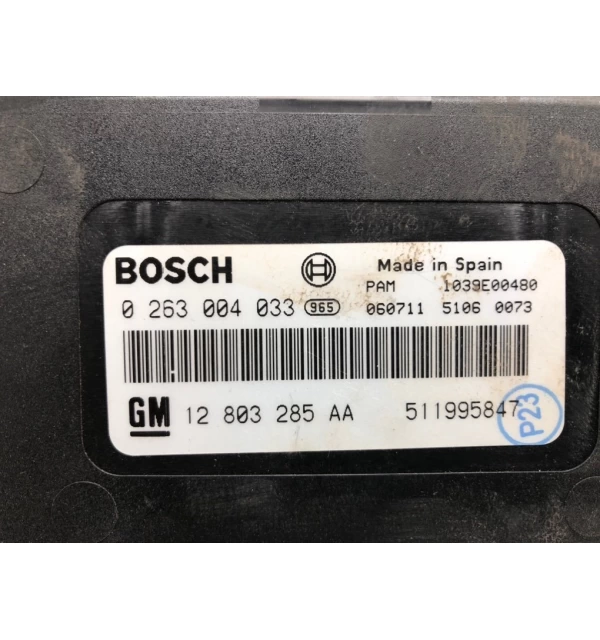 BOSCH Made in Spain
PAM 1039E00480
0 263 004 033 965 060711 5106 0073
GM 12 803 285 AA 511995847
P23